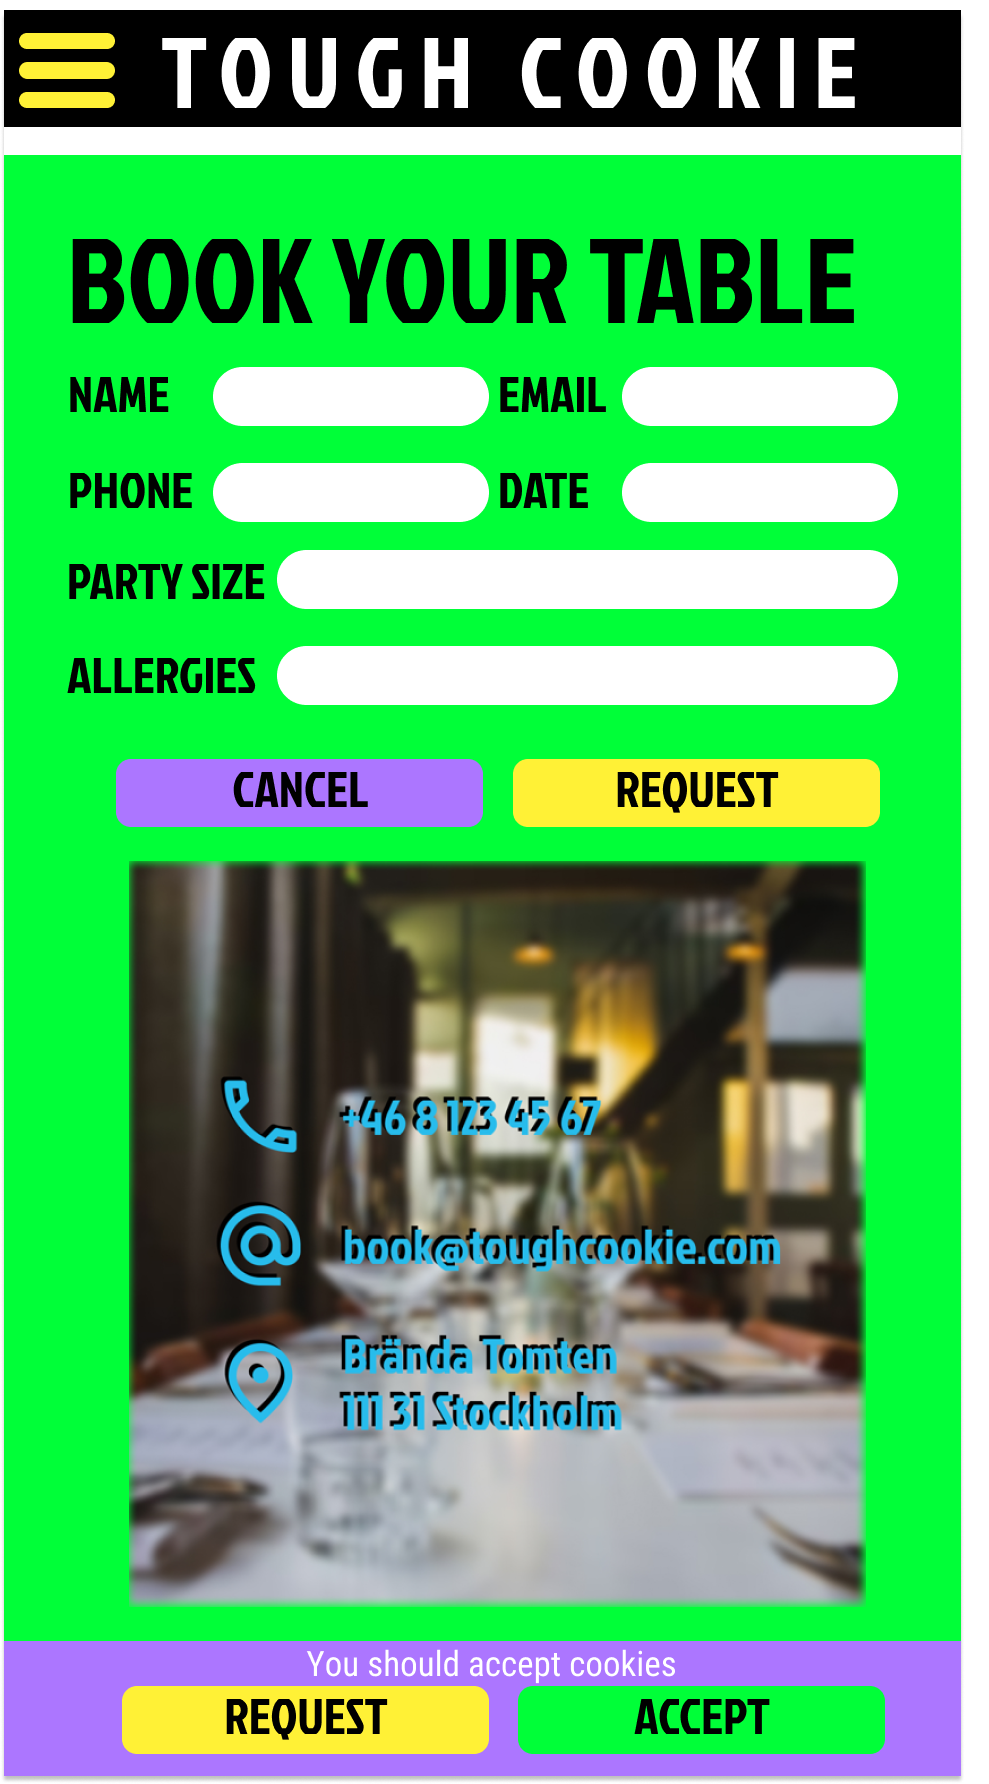 TOUGH COOKIE
BOOK YOUR TABLE
NAME EMAIL
PHONE DATE
PARTY SIZE
ALLERGIES
CANCEL REQUEST
+46 8 123 45 67
book@toughcookie.com
Brända Tomten
111 31 Stockholm
You should accept cookies
REQUEST ACCEPT